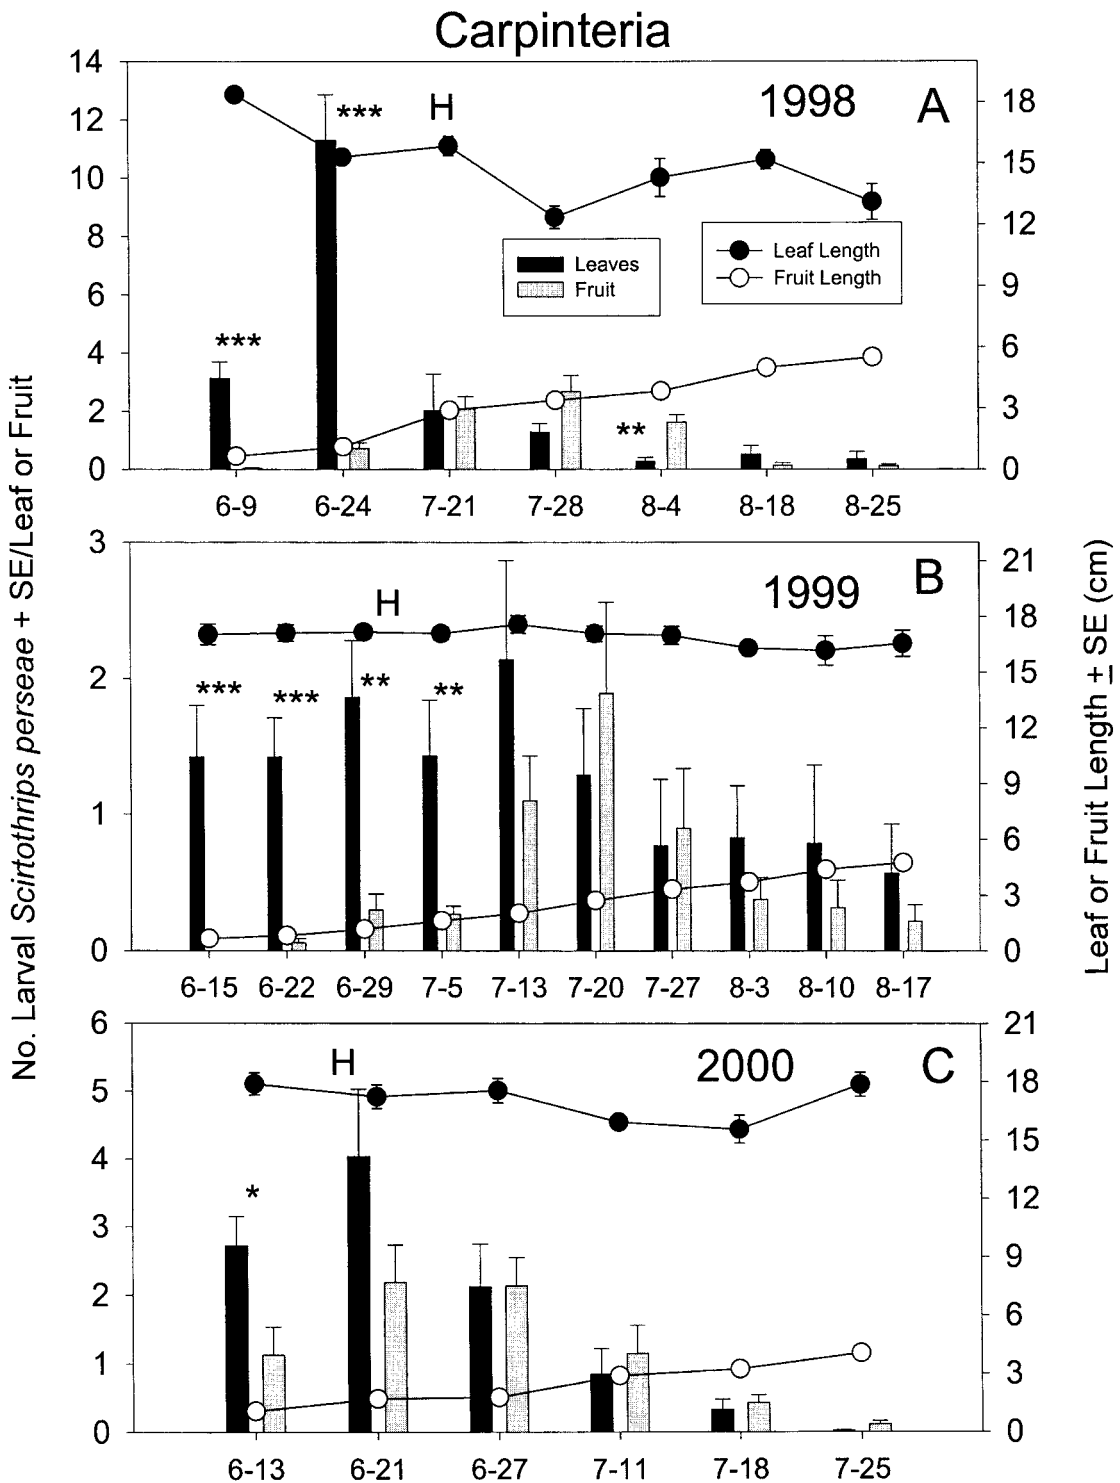 Carpinteria
No. Larval Scirtothrips perseae + SE/Leaf or Fruit
Leaf or Fruit Length ± SE (cm)
14
12
10
8
6
4
2
0
18
15
12
9
6
3
0
***
***
H
1998
A
Leaves
Fruit
Leaf Length
Fruit Length
**
6-9 6-24 7-21 7-28 8-4 8-18 8-25
3
2
1
0
21
18
15
12
9
6
3
0
H
1999
B
*** *** ** **
6-15 6-22 6-29 7-5 7-13 7-20 7-27 8-3 8-10 8-17
6
5
4
3
2
1
0
21
18
15
12
9
6
3
0
H
2000
C
*
6-13 6-21 6-27 7-11 7-18 7-25